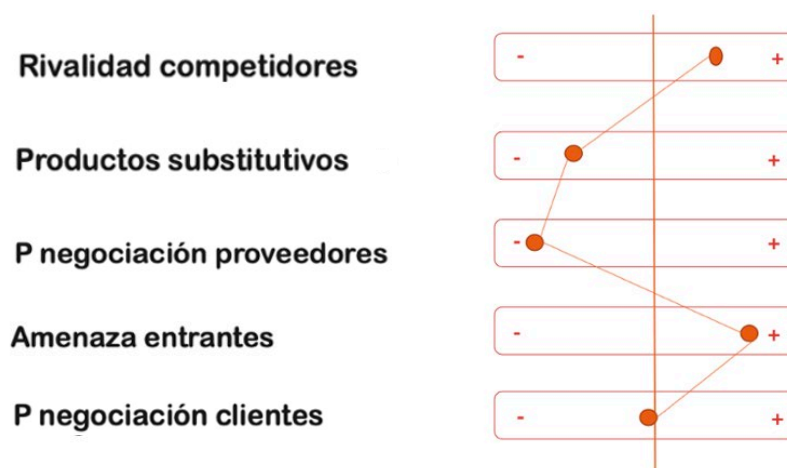 Rivalidad competidores - +
Productos substitutivos - +
P negociación proveedores - +
Amenaza entrantes - +
P negociación clientes - +